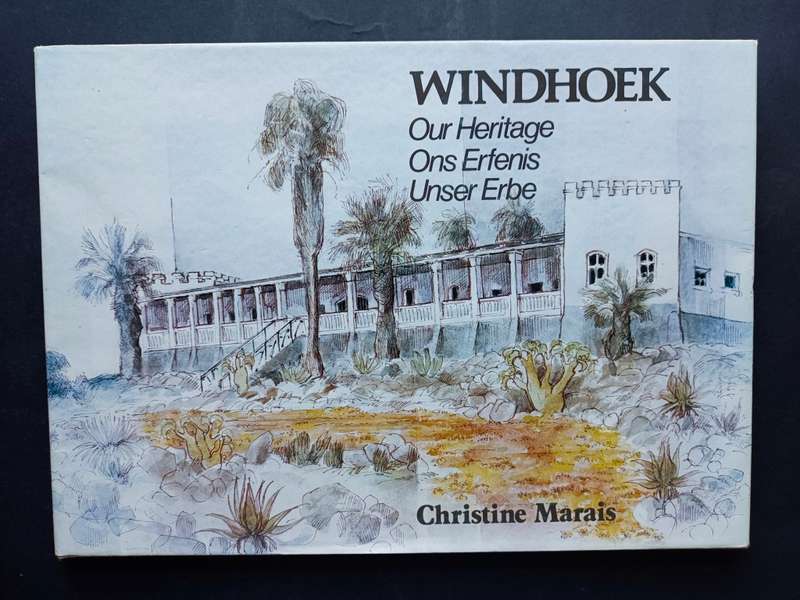 WINDHOEK
Our Heritage
Ons Erfenis
Unser Erbe
Christine Marais